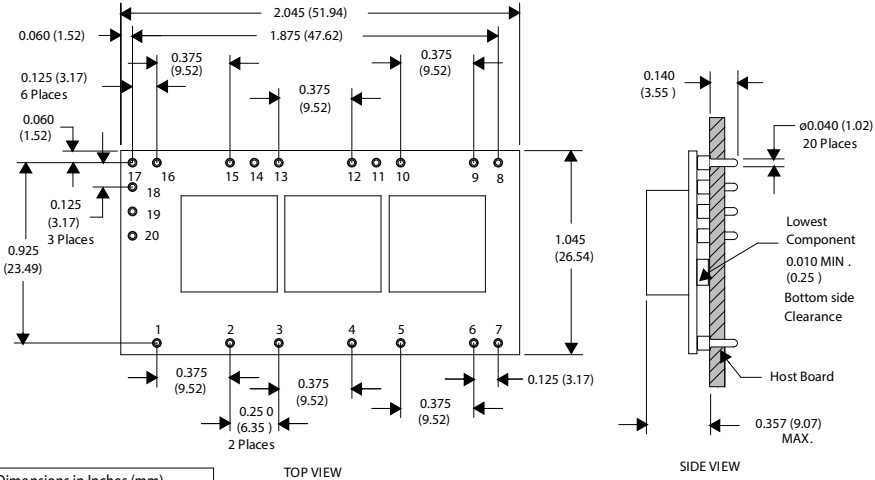 2.045 (51.94)
0.060 (1.52)
1.875 (47.62)
0.375
(9.52)
0.375
(9.52)
0.125 (3.17)
6 Places
0.375
(9.52)
0.060
(1.52)
17 16 15 14 13 12 11 10 9 8
18
19
20
0.125
(3.17)
3 Places
0.925
(23.49)
1.045
(26.54)
1 2 3 4 5 6 7
0.375
(9.52)
0.375
(9.52)
0.125 (3.17)
0.25 0
(6.35 )
2 Places
0.375
(9.52)
TOP VIEW
Dimensions in Inches (mm)
0.140
(3.55 )
ø0.040 (1.02)
20 Places
Lowest
Component
0.010 MIN .
(0.25 )
Bottom side
Clearance
Host Board
0.357 (9.07)
MAX.
SIDE VIEW